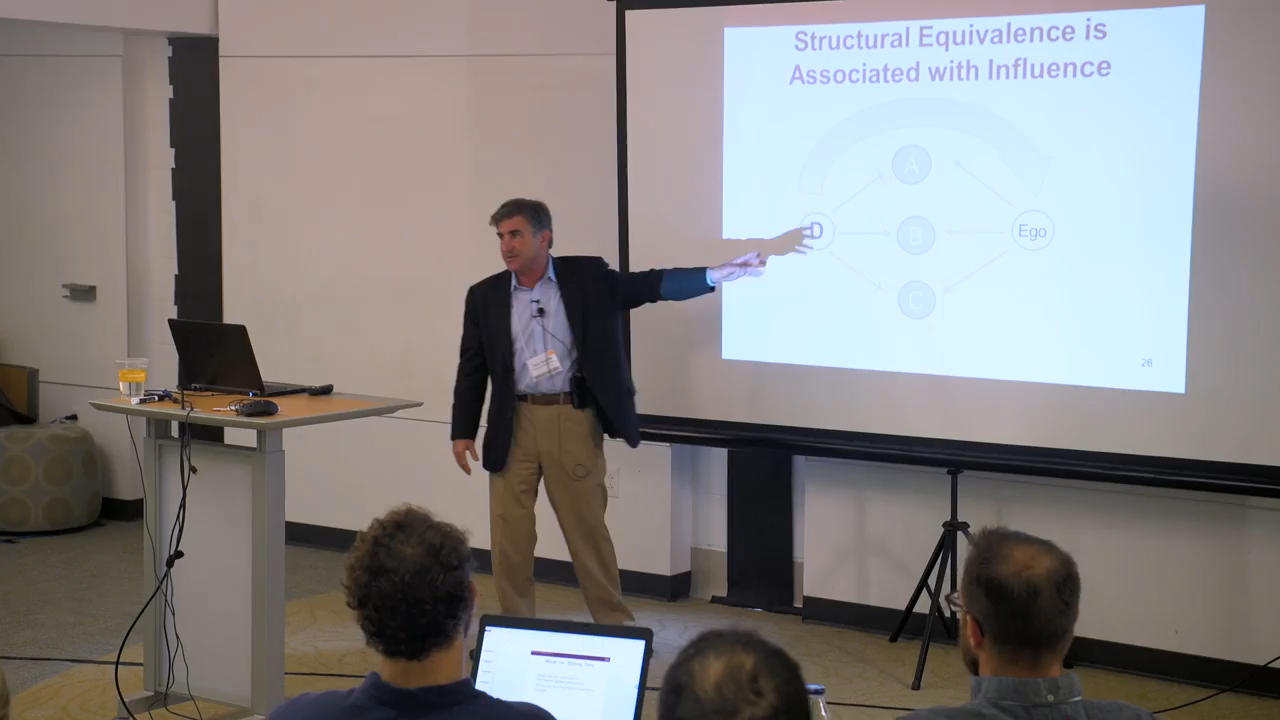 Structural Equivalence is
Associated with Influence
A
D
B
Ego
C
26